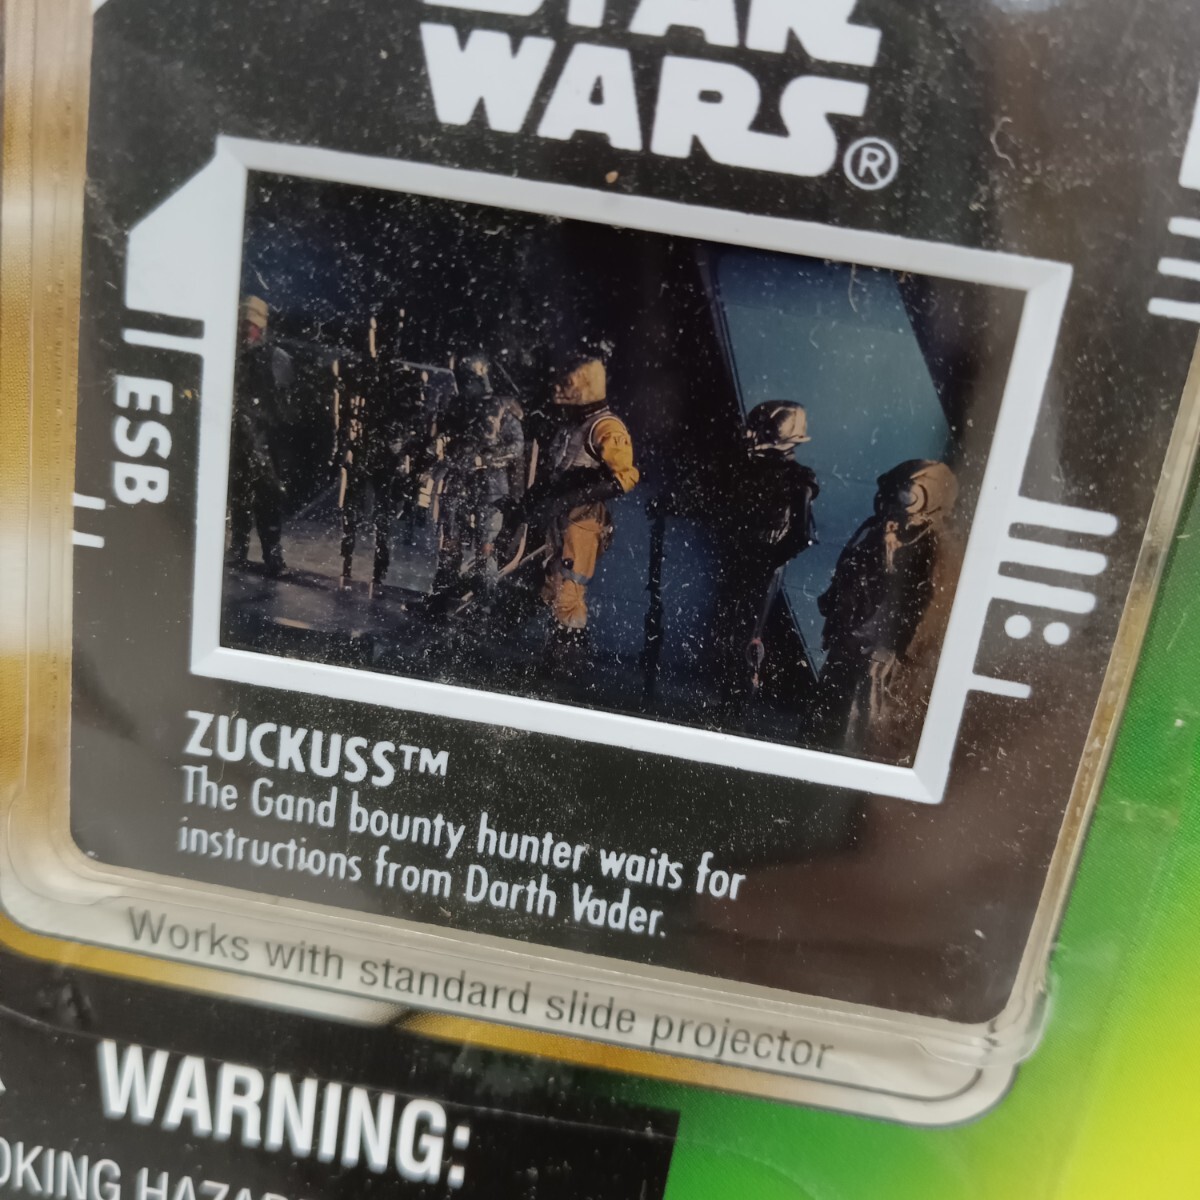 STAR
WARS®
ESB
ZUCKUSS™
The Gand bounty hunter waits for
instructions from Darth Vader.
Works with standard slide projector
WARNING: